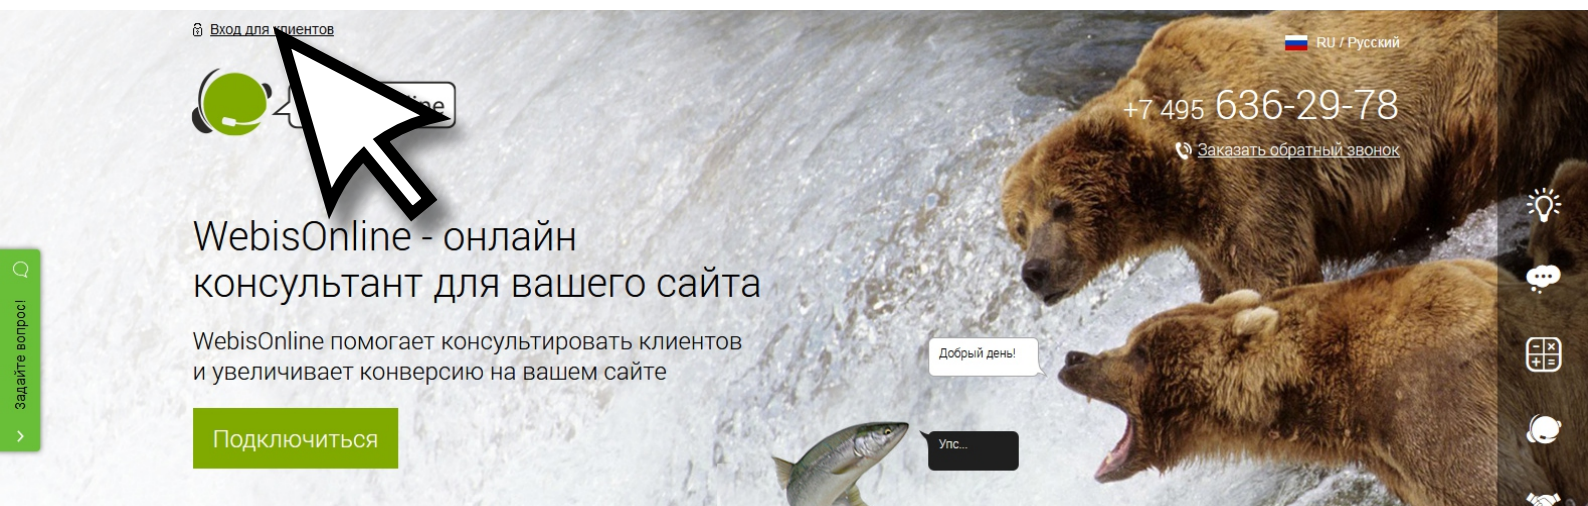 Вход для клиентов
RU / Русский
+7 495 636-29-78
Заказать обратный звонок
WebisOnline - онлайн
консультант для вашего сайта
WebisOnline помогает консультировать клиентов
и увеличивает конверсию на вашем сайте
Подключиться
Задайте вопрос!
Добрый день!
Упс...